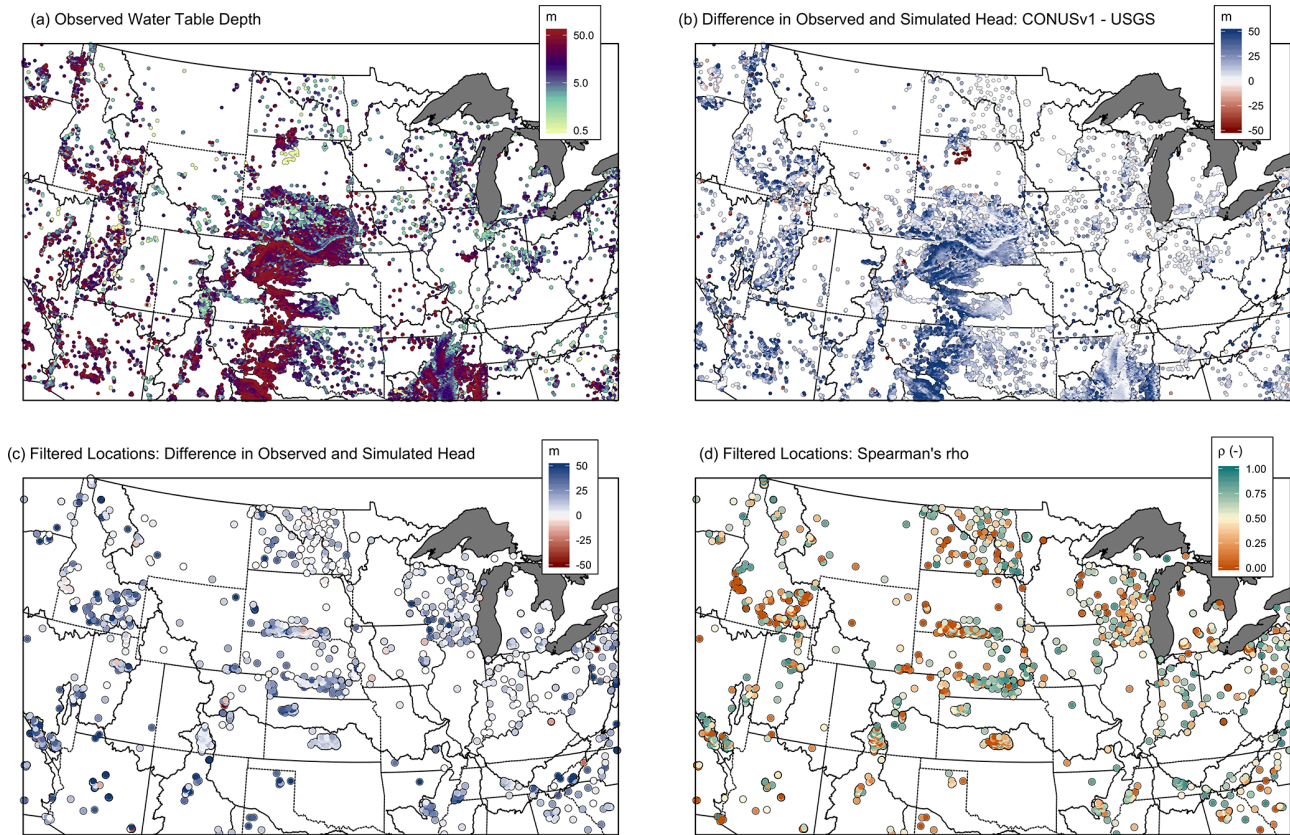 (a) Observed Water Table Depth
m
50.0
5.0
0.5
(b) Difference in Observed and Simulated Head: CONUSv1 - USGS
m
50
25
0
-25
-50
(c) Filtered Locations: Difference in Observed and Simulated Head
m
50
25
0
-25
-50
(d) Filtered Locations: Spearman's rho
ρ (-)
1.00
0.75
0.50
0.25
0.00